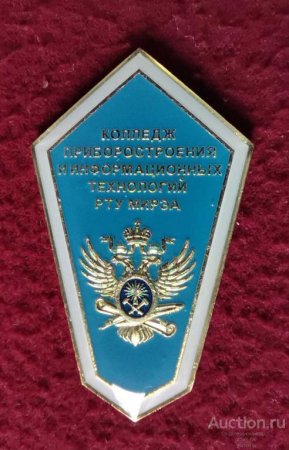 КОЛЛЕДЖ
ПРИБОРОСТРОЕНИЯ
И ИНФОРМАЦИОННЫХ
ТЕХНОЛОГИЙ
РТУ МИРЭА
Auction.ru